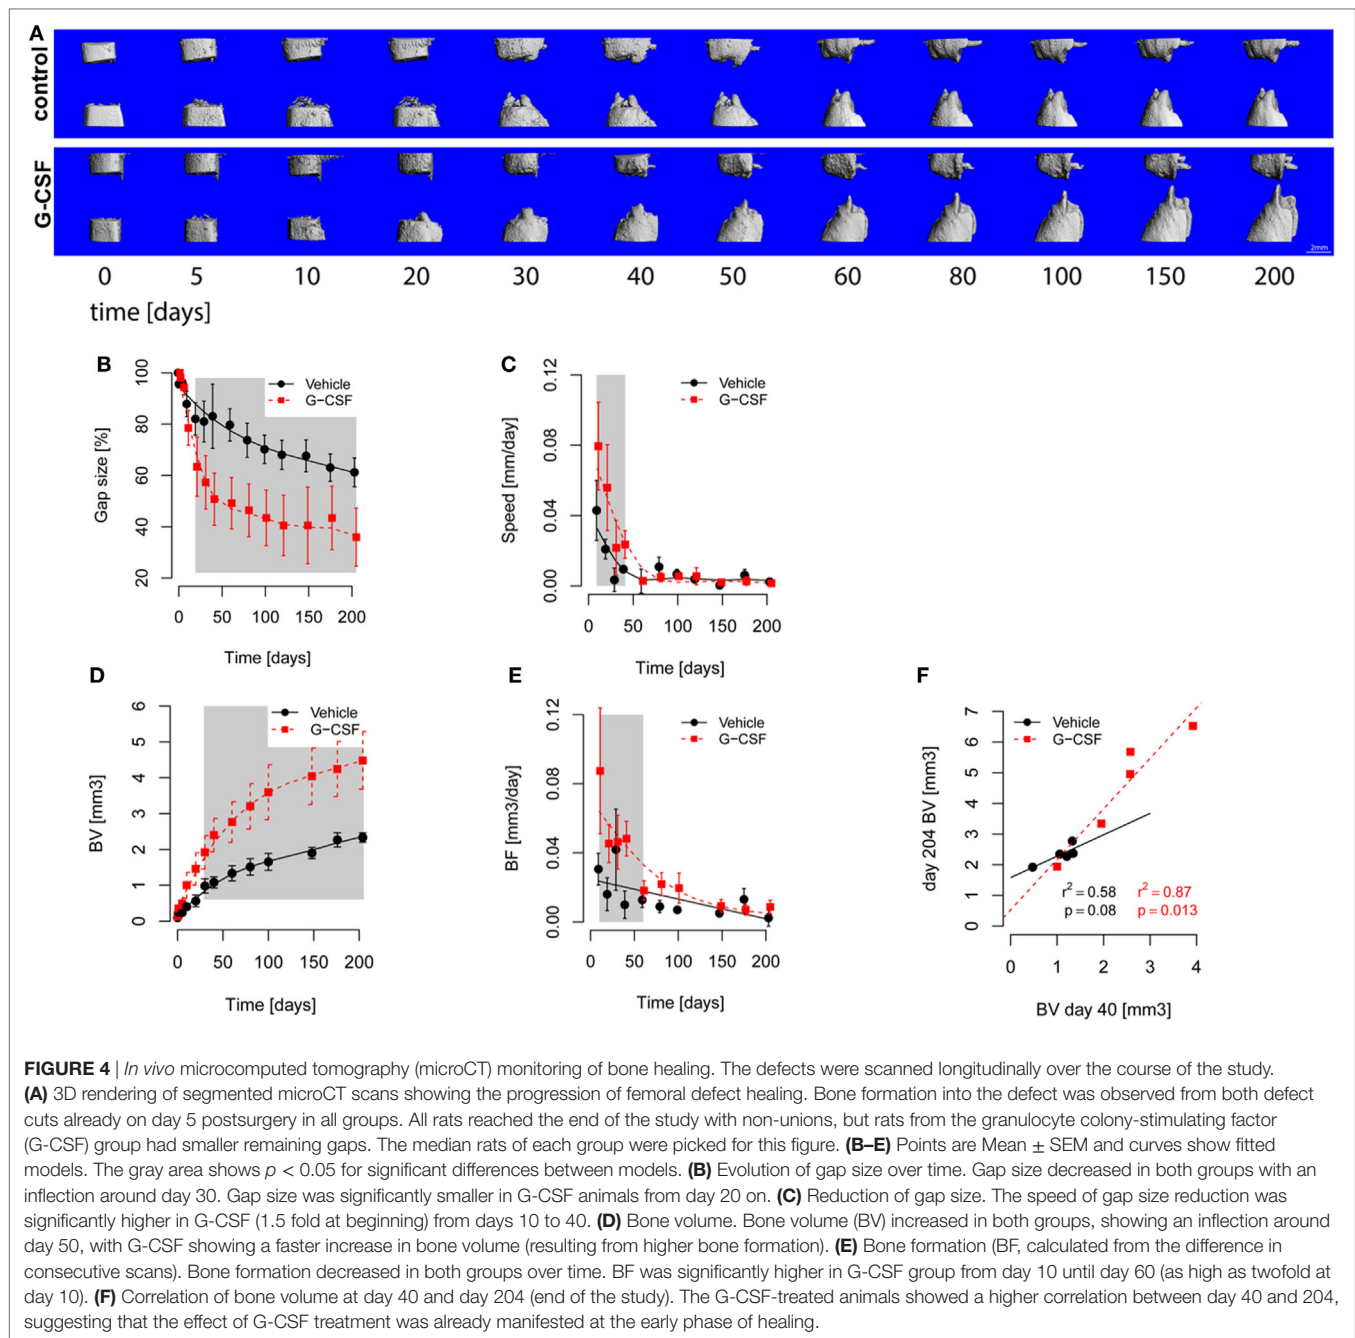 A
control
G-CSF
2mm
0 5 10 20 30 40 50 60 80 100 150 200
time [days]
B
Gap size [%]
100
80
60
40
20
Vehicle
G−CSF
0 50 100 150 200
Time [days]
C
Speed [mm/day]
0.12
0.08
0.04
0.00
Vehicle
G−CSF
0 50 100 150 200
Time [days]
D
BV [mm3]
6
5
4
3
2
1
0
Vehicle
G−CSF
0 50 100 150 200
Time [days]
E
BF [mm3/day]
0.12
0.08
0.04
0.00
Vehicle
G−CSF
0 50 100 150 200
Time [days]
F
day 204 BV [mm3]
7
6
5
4
3
2
1
0
Vehicle
G−CSF
r² = 0.58 r² = 0.87
p = 0.08 p = 0.013
0 1 2 3 4
BV day 40 [mm3]
FIGURE 4 | In vivo microcomputed tomography (microCT) monitoring of bone healing. The defects were scanned longitudinally over the course of the study.
(A) 3D rendering of segmented microCT scans showing the progression of femoral defect healing. Bone formation into the defect was observed from both defect
cuts already on day 5 postsurgery in all groups. All rats reached the end of the study with non-unions, but rats from the granulocyte colony-stimulating factor
(G-CSF) group had smaller remaining gaps. The median rats of each group were picked for this figure. (B–E) Points are Mean ± SEM and curves show fitted
models. The gray area shows p < 0.05 for significant differences between models. (B) Evolution of gap size over time. Gap size decreased in both groups with an
inflection around day 30. Gap size was significantly smaller in G-CSF animals from day 20 on. (C) Reduction of gap size. The speed of gap size reduction was
significantly higher in G-CSF (1.5 fold at beginning) from days 10 to 40. (D) Bone volume. Bone volume (BV) increased in both groups, showing an inflection around
day 50, with G-CSF showing a faster increase in bone volume (resulting from higher bone formation). (E) Bone formation (BF, calculated from the difference in
consecutive scans). Bone formation decreased in both groups over time. BF was significantly higher in G-CSF group from day 10 until day 60 (as high as twofold at
day 10). (F) Correlation of bone volume at day 40 and day 204 (end of the study). The G-CSF-treated animals showed a higher correlation between day 40 and 204,
suggesting that the effect of G-CSF treatment was already manifested at the early phase of healing.